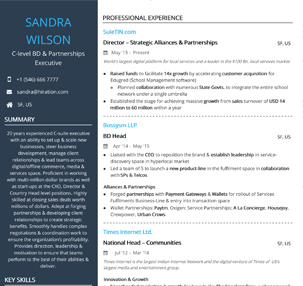 SANDRA
WILSON
C-level BD & Partnerships
Executive
+1 (546) 666 7777
sandra@hiration.com
SF, US
SUMMARY
20 years experienced C-suite executive
with an ability to set up & scale new
businesses, steer business
development, manage client
relationships & lead teams across
digital/offline commerce, media &
services space. Proficient in working
with multi-million dollar brands as well
as start-ups at the CXO, Director &
Country Head level positions. Highly
skilled at closing sales deals worth
millions of dollars. Adept at forging
partnership & developing client
relationships to create strategic
benefits. Smoothly handles complex
negotiations & coordination work to
ensure the organization's profitability.
Provides direction, leadership &
motivation to ensure that teams
perform to the best of their abilities &
deliver.
KEY SKILLS
PROFESSIONAL EXPERIENCE
SuleTIN.com
Director – Strategic Alliances & Partnerships SF, US
May '15 - Present
World's largest digital platform for local services and a leader in the $100 Bn. local services market
Raised funds to facilitate 14x growth by accelerating customer acquisition for
Edugred (School Management software)
Planned collaboration with numerous State Govts. to integrate the entire school
network under a single umbrella
Established the stage for achieving massive growth from sales turnover of USD 14
million to 60 million within a year
Bossyom LLP.
BD Head SF, US
Apr '14 - May '15
Liaised with the CEO to reposition the brand & establish leadership in service-
discovery space in hyperlocal market
Led a team of 5 to launch a new product line in the fulfilment space in collaboration
with SPs & Telcos
Alliances & Partnerships
Forged partnerships with Payment Gateways & Wallets for rollout of Services
Fulfilments Business-Line & entry into transaction space
Wallet Partnerships: Paytm, Oxigen; Service Partnerships: A La Concierge, Housejoy,
Crewpower, Urban Crews
Times Internet Ltd.
National Head – Communities SF, US
Jul '12 - Mar '14
Times Internet is the largest Indian Internet Network and the digital venture of Times of India's
largest media and entertainment group.
Innovation & Growth